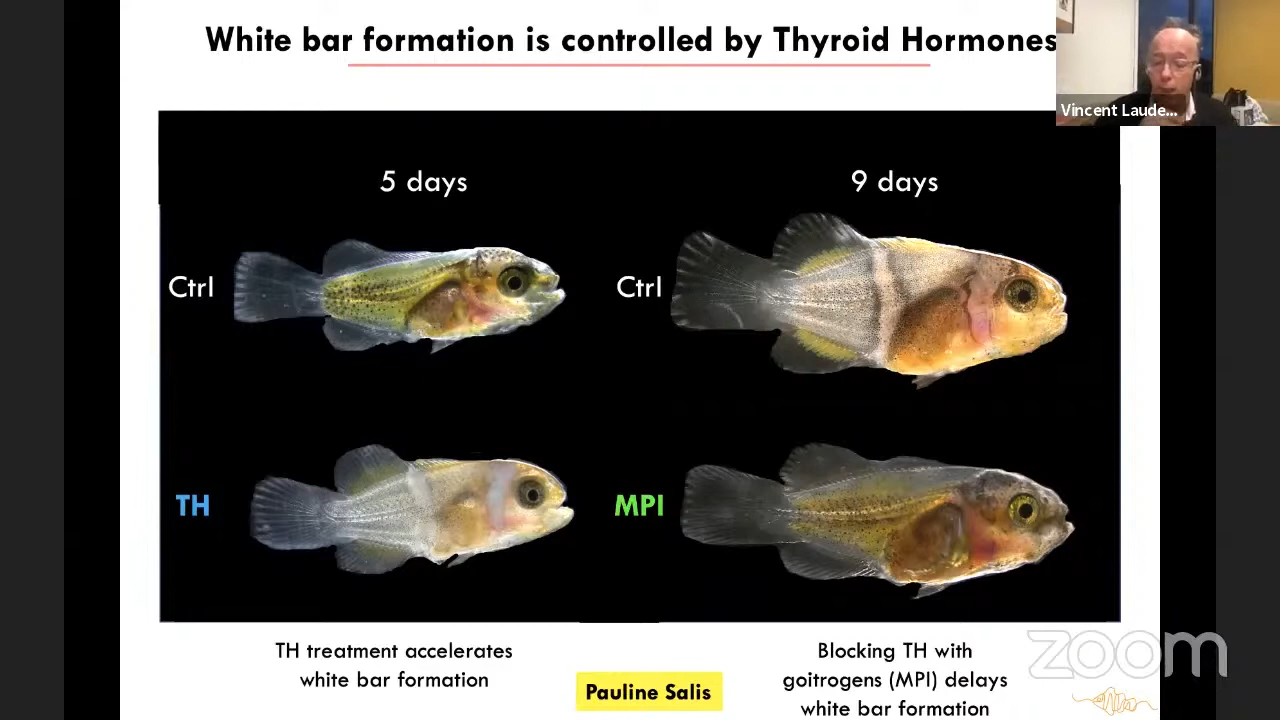 White bar formation is controlled by Thyroid Hormones
Vincent Laude...
5 days
9 days
Ctrl
Ctrl
TH
MPI
TH treatment accelerates
white bar formation
Blocking TH with
goitrogens (MPI) delays
white bar formation
Pauline Salis
zoom